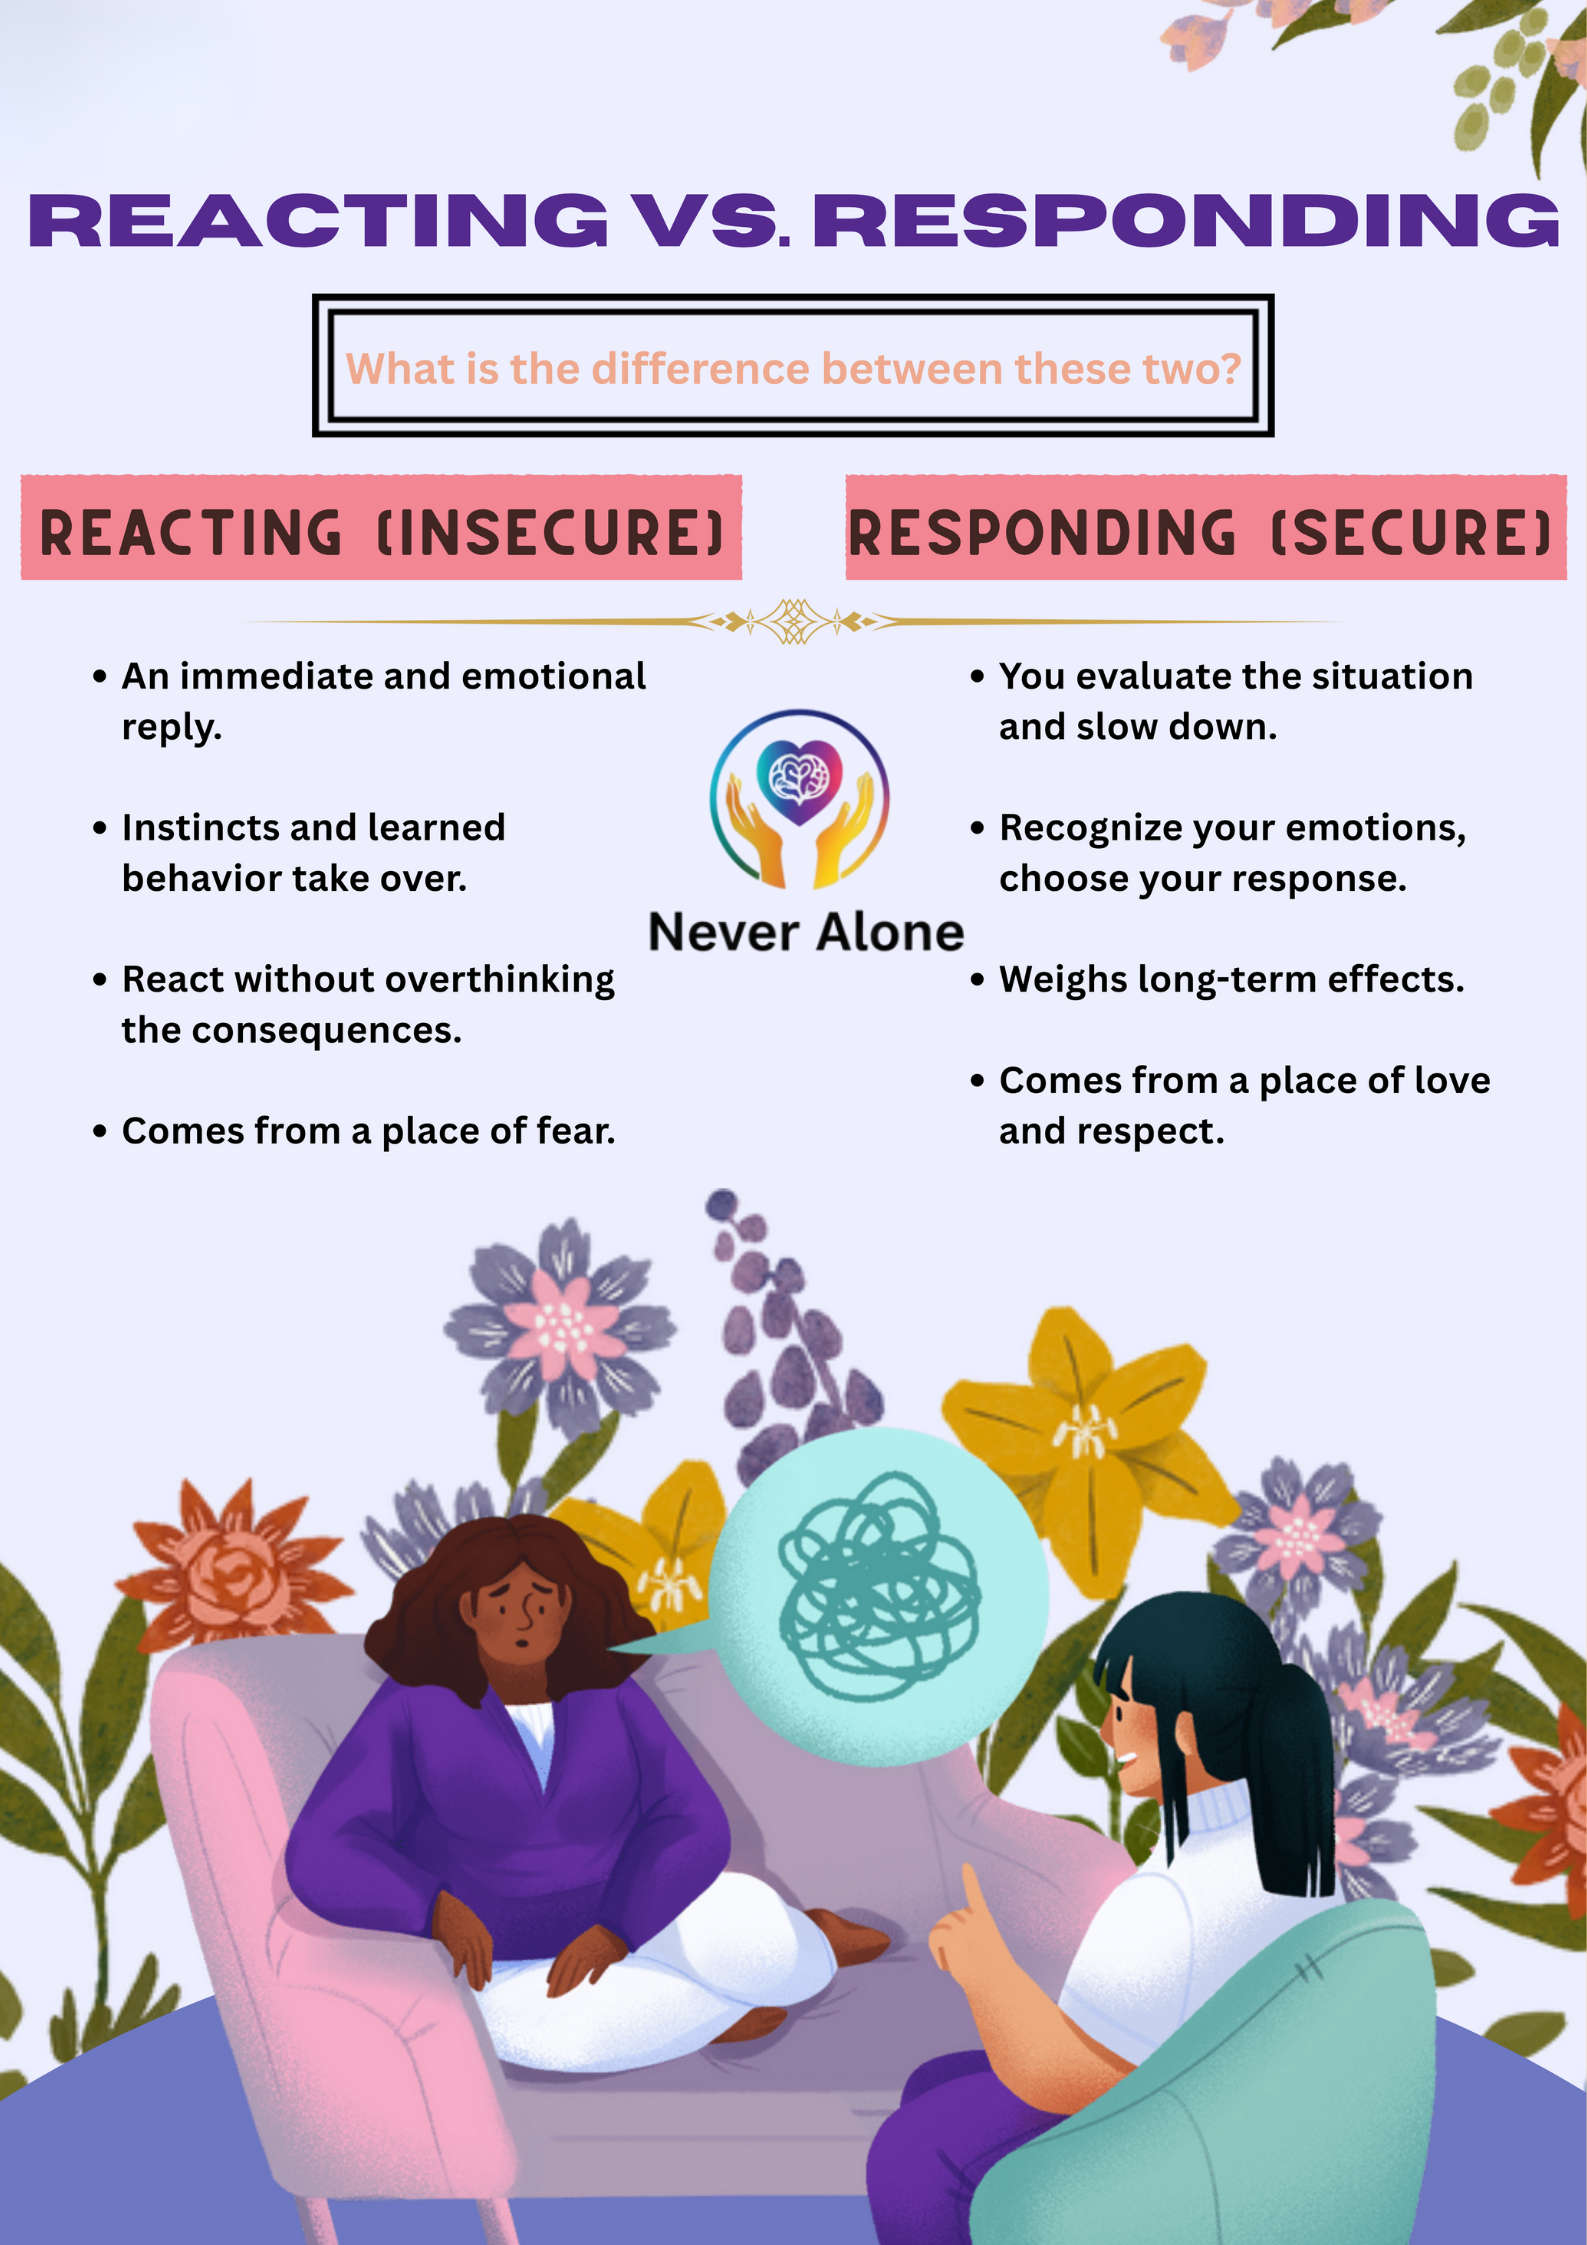 REACTING VS. RESPONDING
What is the difference between these two?
REACTING (INSECURE)
RESPONDING (SECURE)
• An immediate and emotional
reply.
• Instincts and learned
behavior take over.
• React without overthinking
the consequences.
• Comes from a place of fear.
Never Alone
• You evaluate the situation
and slow down.
• Recognize your emotions,
choose your response.
• Weighs long-term effects.
• Comes from a place of love
and respect.